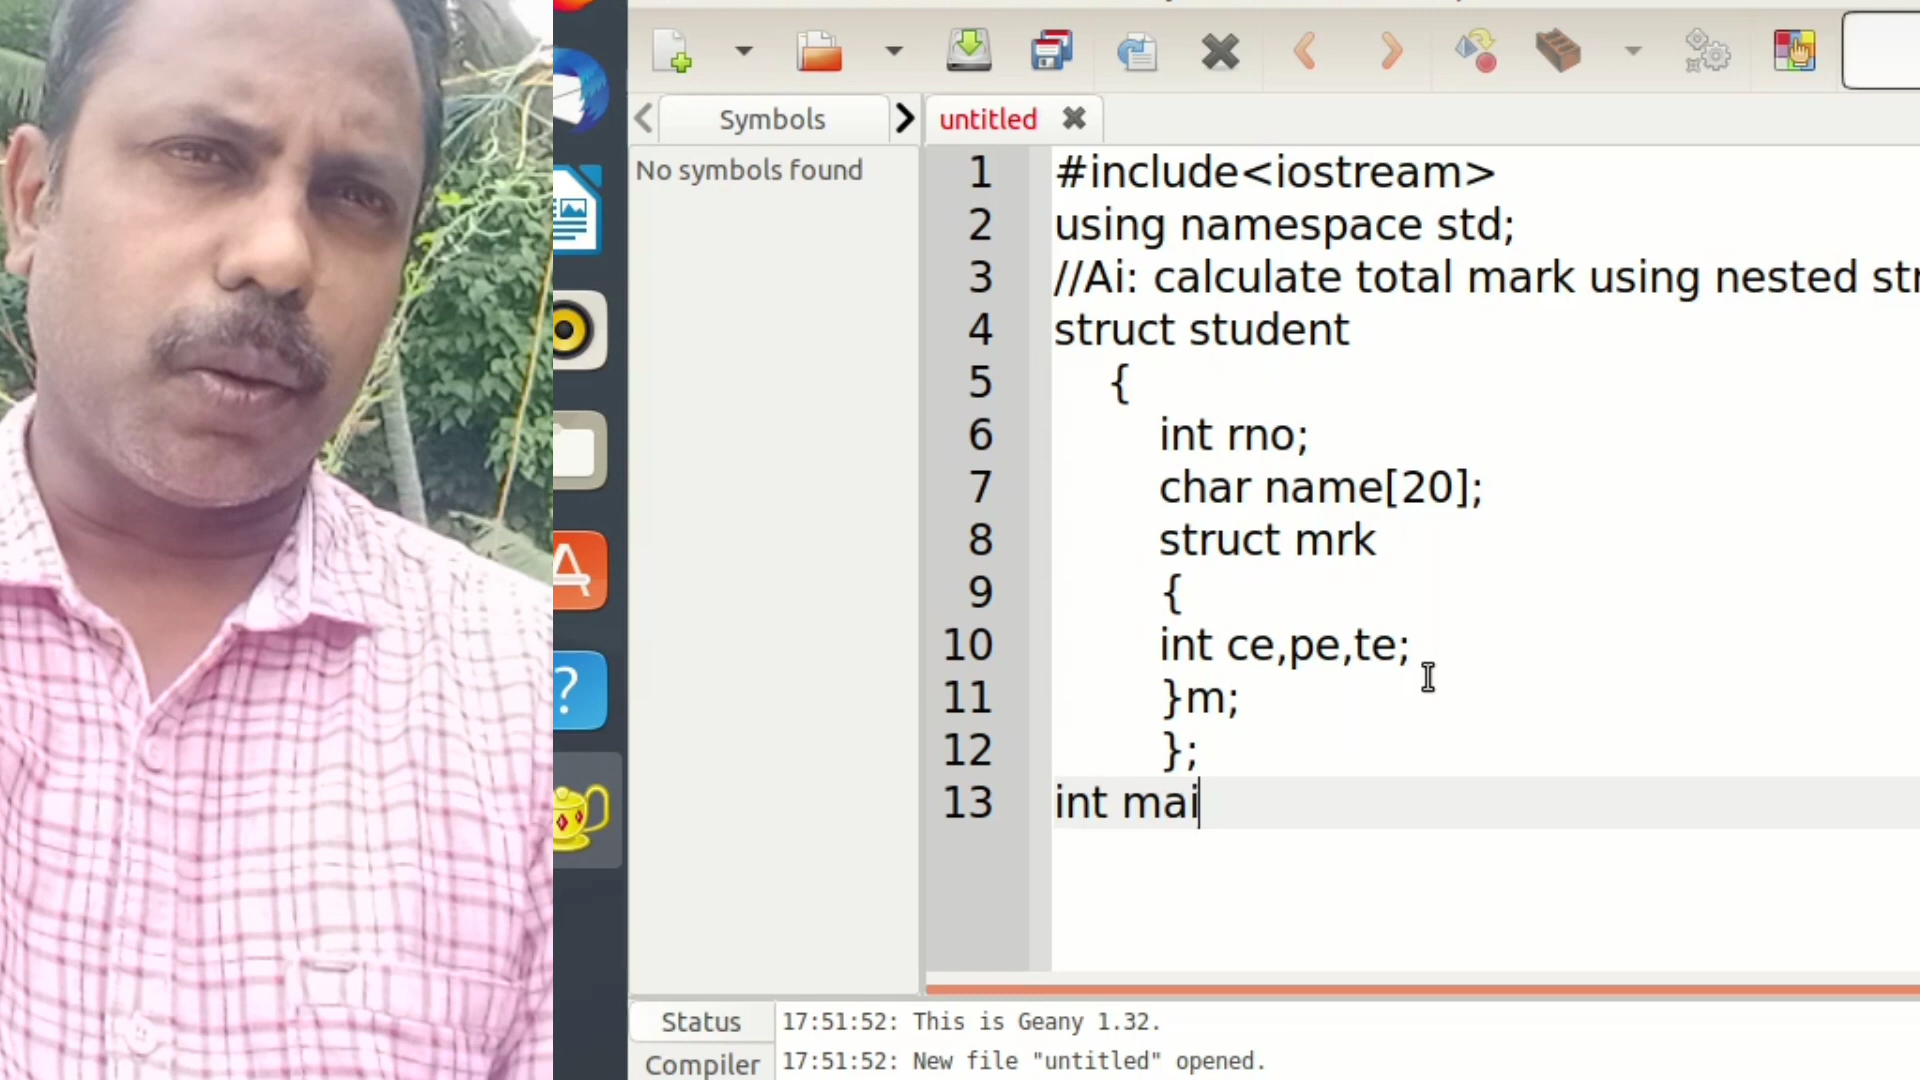 Symbols
untitled
No symbols found
1 #include<iostream>
2 using namespace std;
3 //Ai: calculate total mark using nested
4 struct student
5 {
6 int rno;
7 char name[20];
8 struct mrk
9 {
10 int ce,pe,te;
11 }m;
12 };
13 int mai
Status
17:51:52: This is Geany 1.32.
Compiler
17:51:52: New file "untitled" opened.